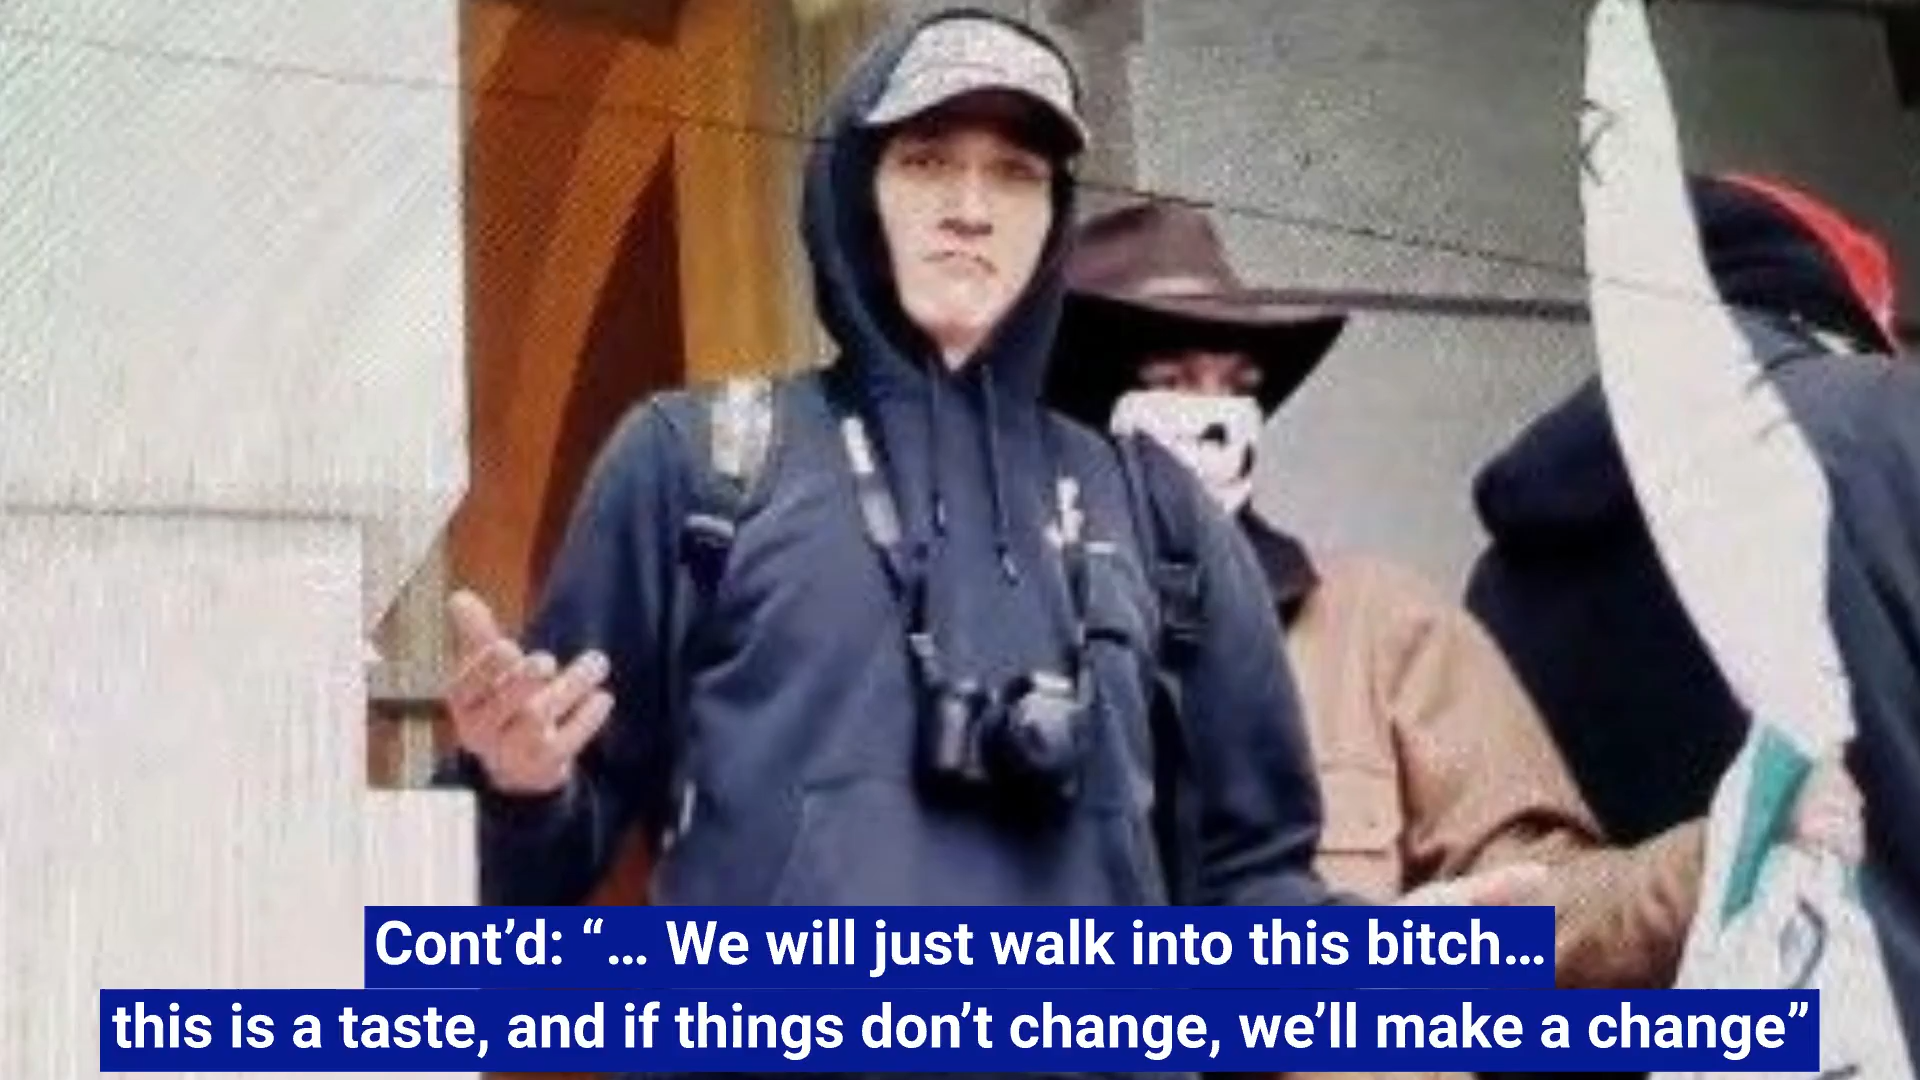 Cont’d: “… We will just walk into this bitch…
this is a taste, and if things don’t change, we’ll make a change”